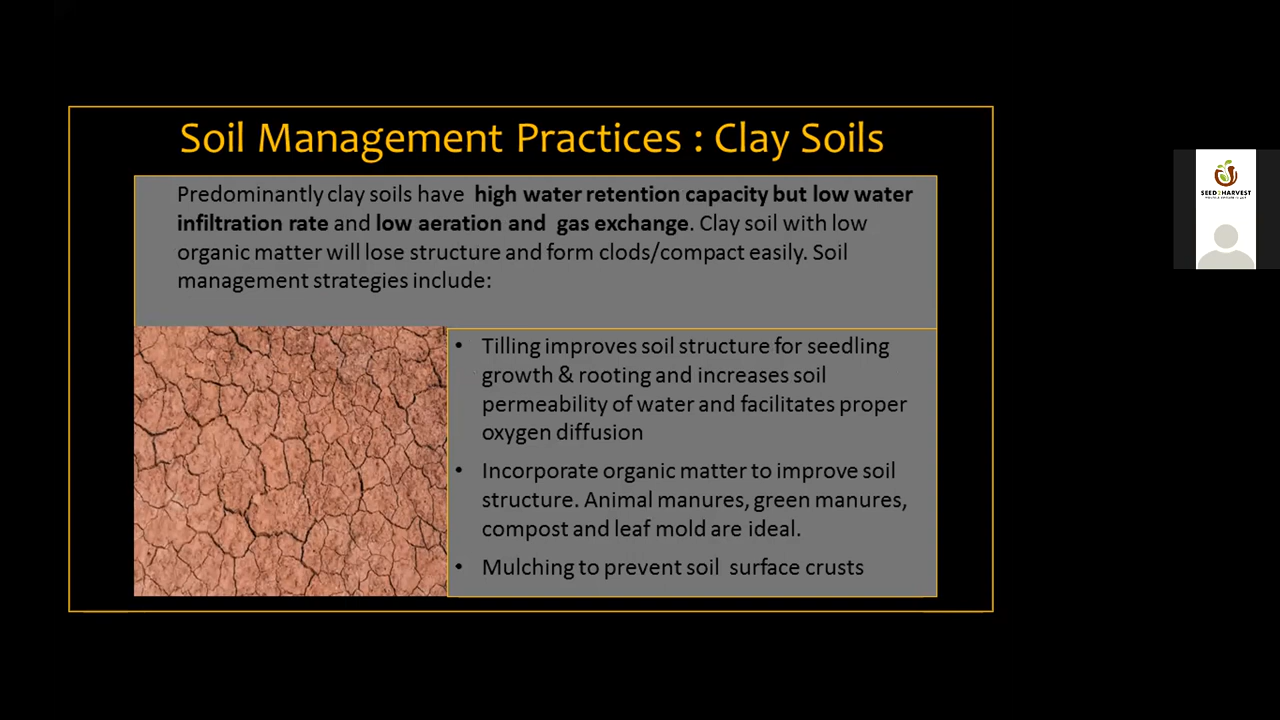 Soil Management Practices : Clay Soils
Predominantly clay soils have high water retention capacity but low water
infiltration rate and low aeration and gas exchange. Clay soil with low
organic matter will lose structure and form clods/compact easily. Soil
management strategies include:
• Tilling improves soil structure for seedling
growth & rooting and increases soil
permeability of water and facilitates proper
oxygen diffusion
• Incorporate organic matter to improve soil
structure. Animal manures, green manures,
compost and leaf mold are ideal.
• Mulching to prevent soil surface crusts
SEED2HARVEST